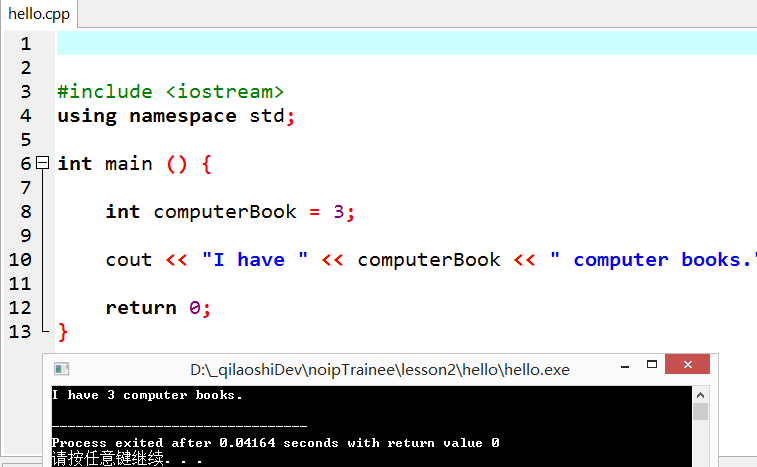 hello.cpp
1
2
3 #include <iostream>
4 using namespace std;
5
6 int main () {
7
8 int computerBook = 3;
9
10 cout << "I have " << computerBook << " computer books."
11
12 return 0;
13 }
D:\_qilaoshiDev\noipTrainee\lesson2\hello\hello.exe
I have 3 computer books.
--------------------------------
Process exited after 0.04164 seconds with return value 0
请按任意键继续. . .